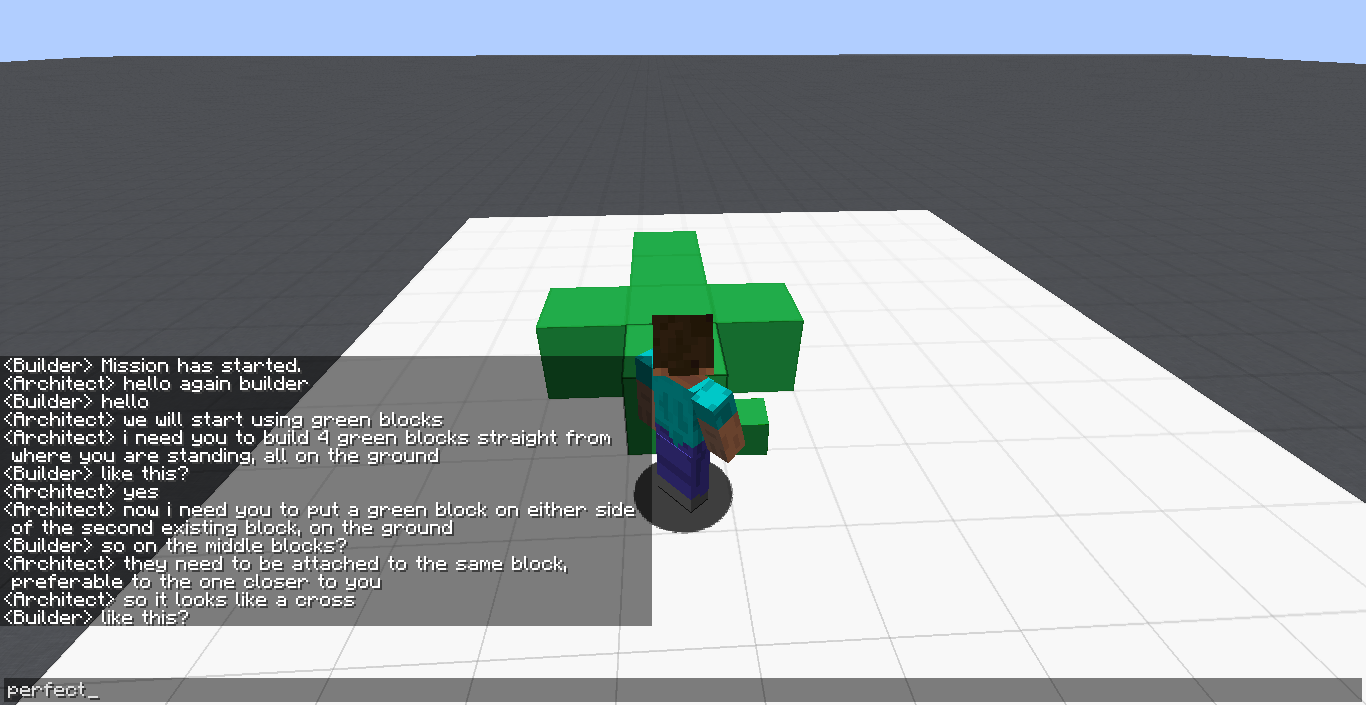 <Builder> Mission has started.
<Architect> hello again builder
<Builder> hello
<Architect> we will start using green blocks
<Architect> i need you to build 4 green blocks straight from
where you are standing, all on the ground
<Builder> like this?
<Architect> yes
<Architect> now i need you to put a green block on either side
of the second existing block, on the ground
<Builder> so on the middle blocks?
<Architect> they need to be attached to the same block,
preferable to the one closer to you
<Architect> so it looks like a cross
<Builder> like this?
perfect_